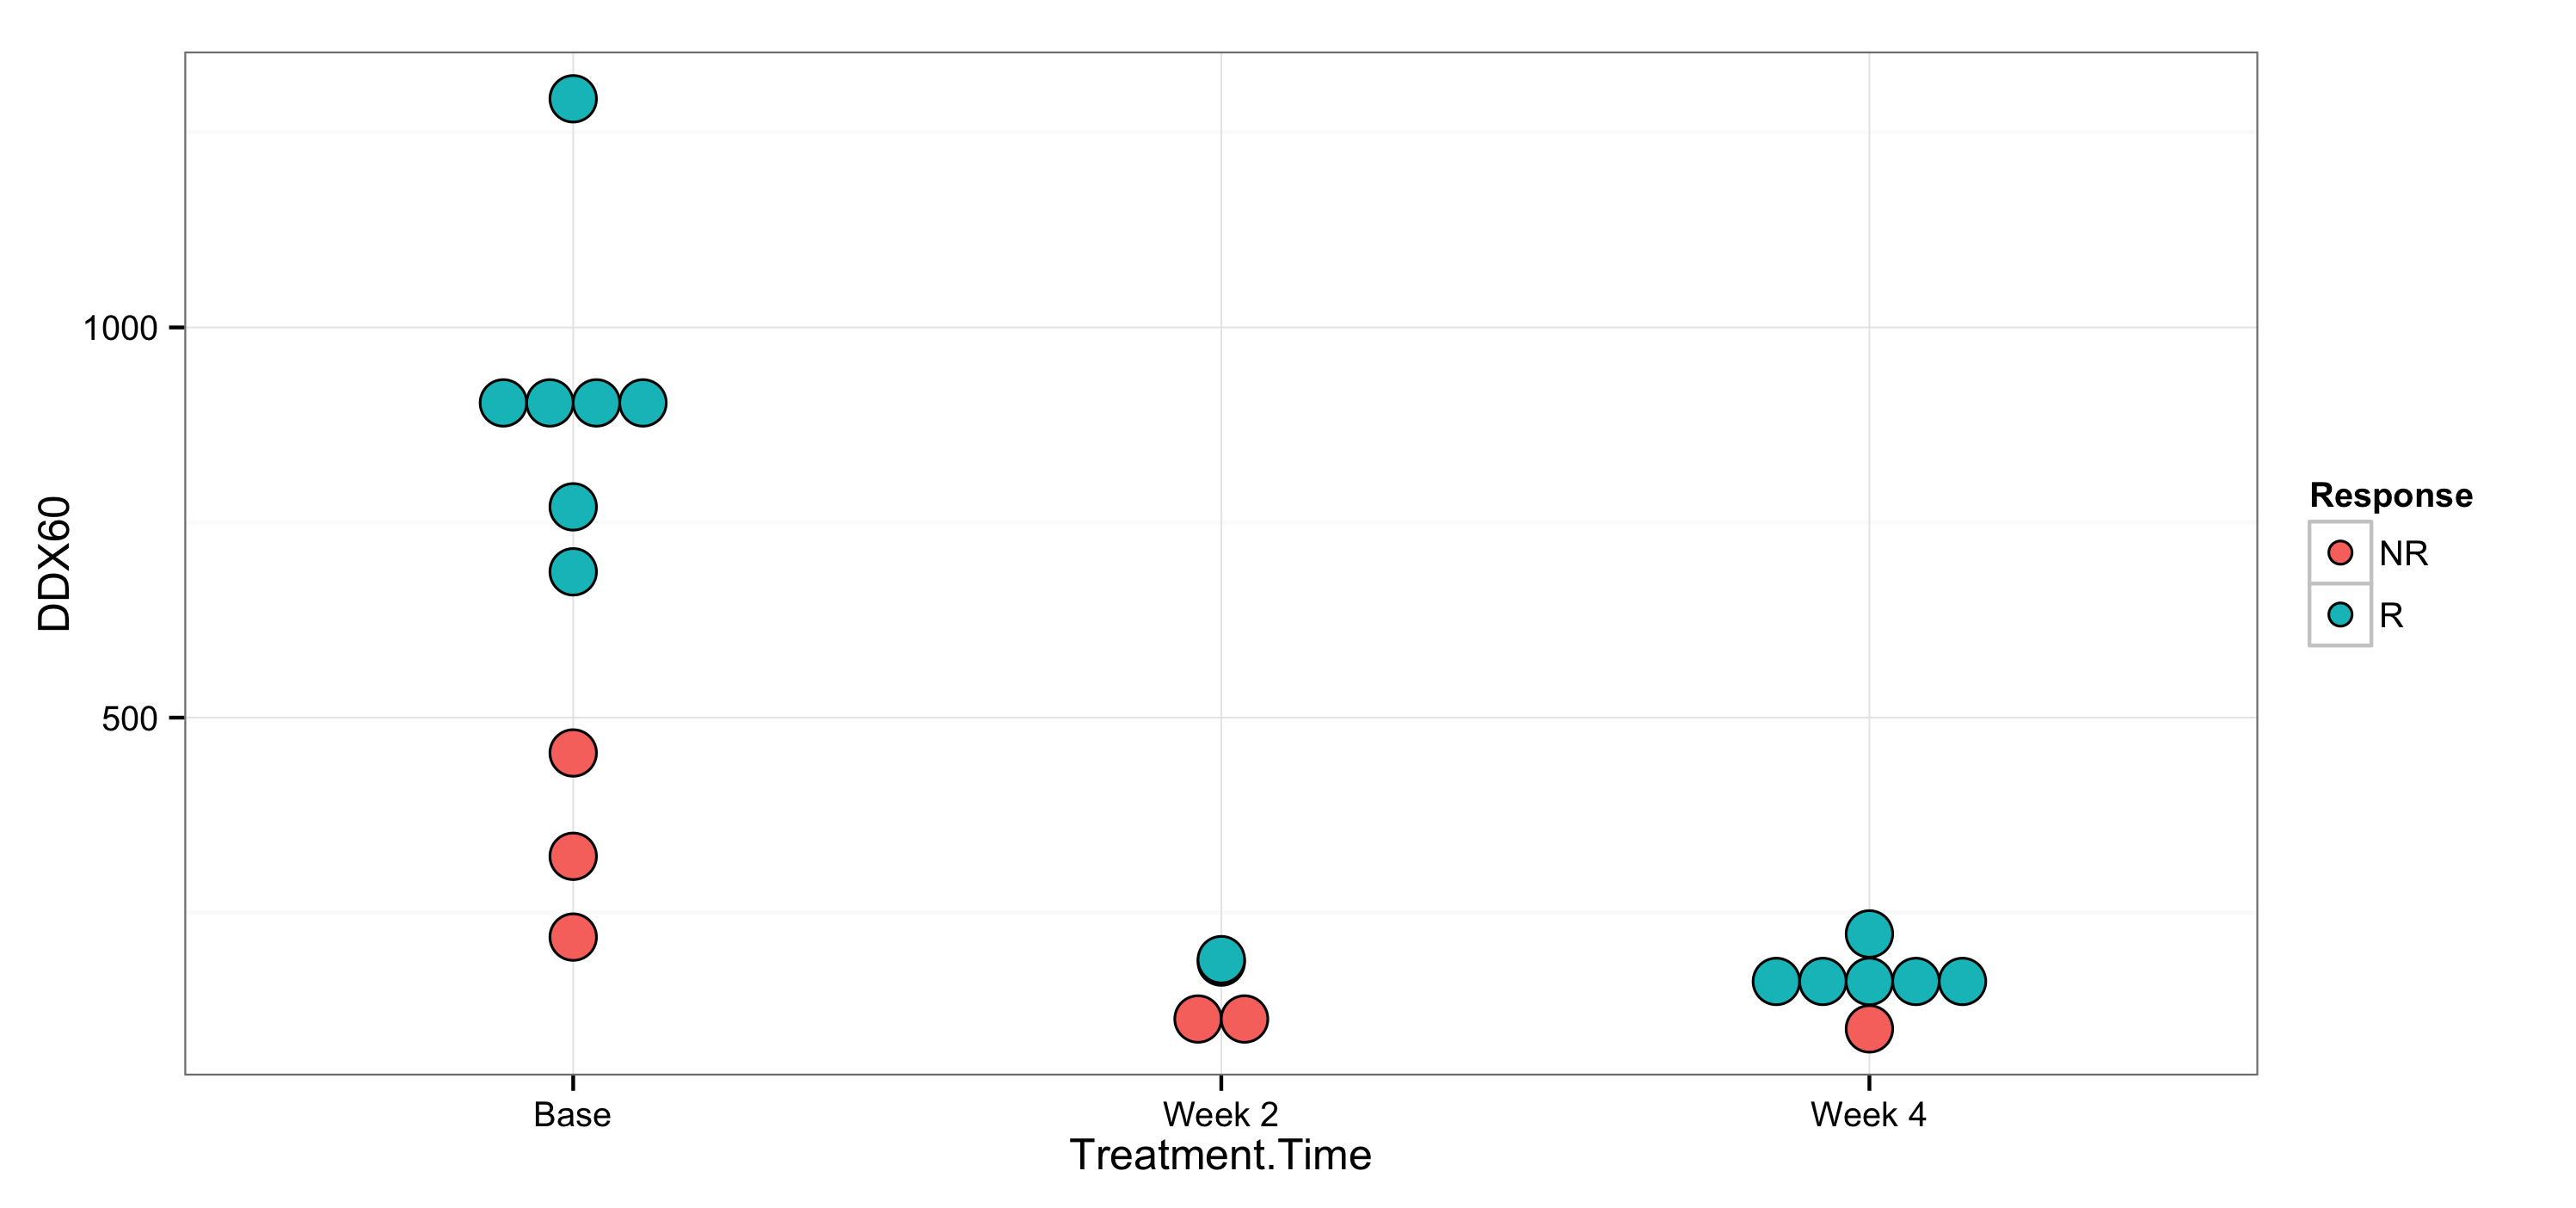 DDX60
1000
500
Base
Week 2
Week 4
Treatment.Time
Response
NR
R